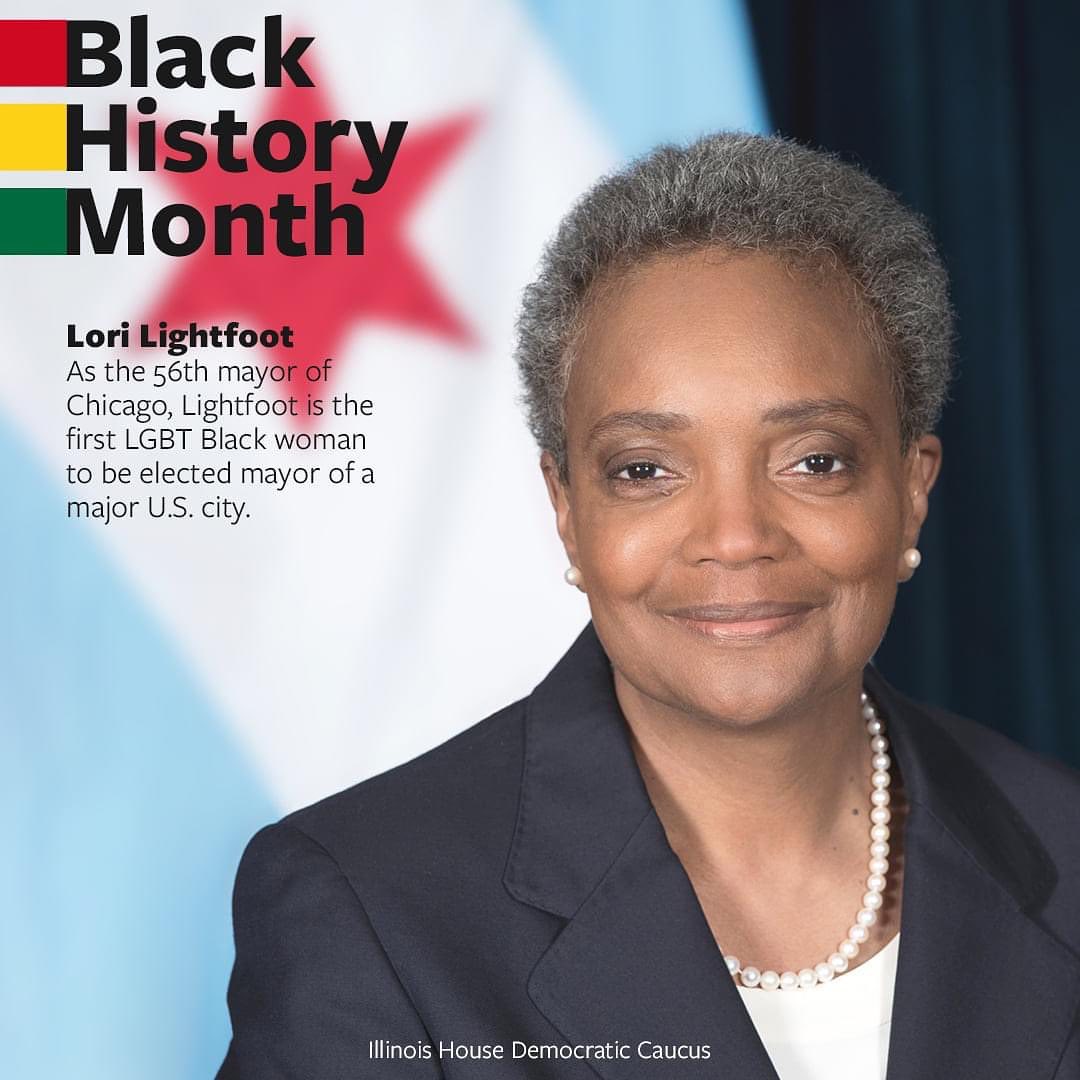 Black
History
Month
Lori Lightfoot
As the 56th mayor of
Chicago, Lightfoot is the
first LGBT Black woman
to be elected mayor of a
major U.S. city.
Illinois House Democratic Caucus